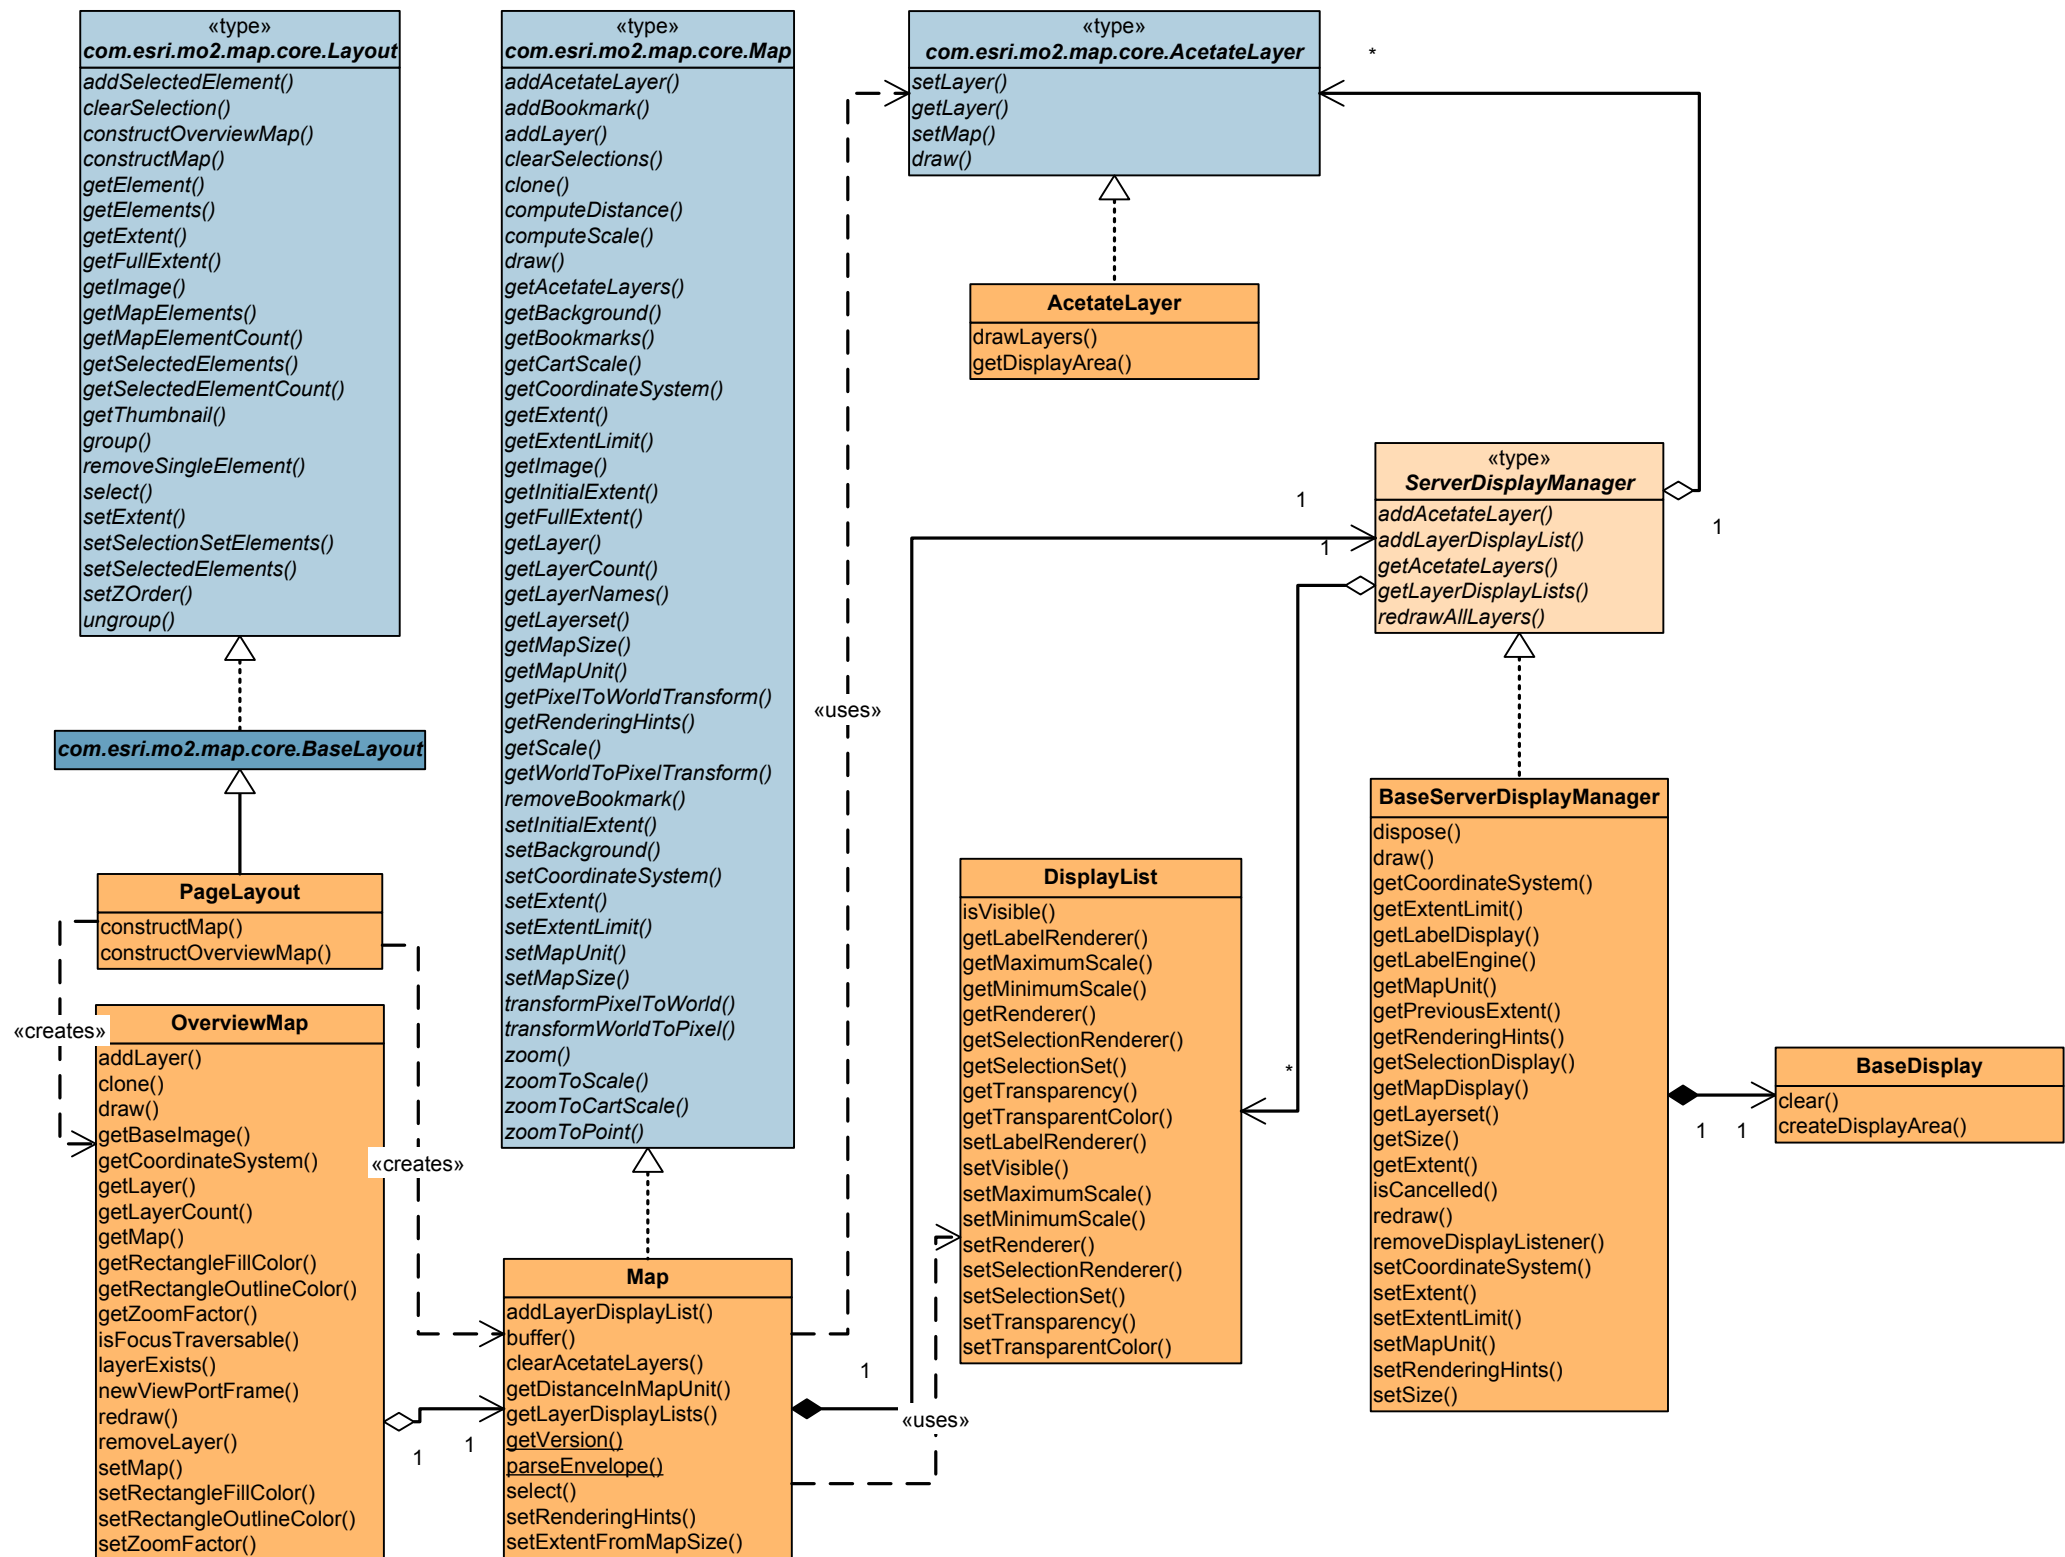 «type»
com.esri.mo2.map.core.Layout
addSelectedElement()
clearSelection()
constructOverviewMap()
constructMap()
getElement()
getElements()
getExtent()
getFullExtent()
getImage()
getMapElements()
getMapElementCount()
getSelectedElements()
getSelectedElementCount()
getThumbnail()
group()
removeSingleElement()
select()
setExtent()
setSelectionSetElements()
setSelectedElements()
setZOrder()
ungroup()
com.esri.mo2.map.core.BaseLayout
PageLayout
constructMap()
constructOverviewMap()
«creates»
OverviewMap
addLayer()
clone()
draw()
getBaseImage()
getCoordinateSystem()
getLayer()
getLayerCount()
getMap()
getRectangleFillColor()
getRectangleOutlineColor()
getZoomFactor()
isFocusTraversable()
layerExists()
newViewPortFrame()
redraw()
removeLayer()
setMap()
setRectangleFillColor()
setRectangleOutlineColor()
setZoomFactor()
«creates»
1
1
«type»
com.esri.mo2.map.core.Map
addAcetateLayer()
addBookmark()
addLayer()
clearSelections()
clone()
computeDistance()
computeScale()
draw()
getAcetateLayers()
getBackground()
getBookmarks()
getCartScale()
getCoordinateSystem()
getExtent()
getExtentLimit()
getImage()
getInitialExtent()
getFullExtent()
getLayer()
getLayerCount()
getLayerNames()
getLayerset()
getMapSize()
getMapUnit()
getPixelToWorldTransform()
getRenderingHints()
getScale()
getWorldToPixelTransform()
removeBookmark()
setInitialExtent()
setBackground()
setCoordinateSystem()
setExtent()
setExtentLimit()
setMapUnit()
setMapSize()
transformPixelToWorld()
transformWorldToPixel()
zoom()
zoomToScale()
zoomToCartScale()
zoomToPoint()
Map
addLayerDisplayList()
buffer()
clearAcetateLayers()
getDistanceInMapUnit()
getLayerDisplayLists()
getVersion()
parseEnvelope()
select()
setRenderingHints()
setExtentFromMapSize()
«uses»
1
«uses»
«type»
com.esri.mo2.map.core.AcetateLayer
setLayer()
getLayer()
setMap()
draw()
*
AcetateLayer
drawLayers()
getDisplayArea()
«type»
ServerDisplayManager
addAcetateLayer()
addLayerDisplayList()
getAcetateLayers()
getLayerDisplayLists()
redrawAllLayers()
1
1
1
DisplayList
isVisible()
getLabelRenderer()
getMaximumScale()
getMinimumScale()
getRenderer()
getSelectionRenderer()
getSelectionSet()
getTransparency()
getTransparentColor()
setLabelRenderer()
setVisible()
setMaximumScale()
setMinimumScale()
setRenderer()
setSelectionRenderer()
setSelectionSet()
setTransparency()
setTransparentColor()
*
BaseServerDisplayManager
dispose()
draw()
getCoordinateSystem()
getExtentLimit()
getLabelDisplay()
getLabelEngine()
getMapUnit()
getPreviousExtent()
getRenderingHints()
getSelectionDisplay()
getMapDisplay()
getLayerset()
getSize()
getExtent()
isCancelled()
redraw()
removeDisplayListener()
setCoordinateSystem()
setExtent()
setExtentLimit()
setMapUnit()
setRenderingHints()
setSize()
1
1
BaseDisplay
clear()
createDisplayArea()